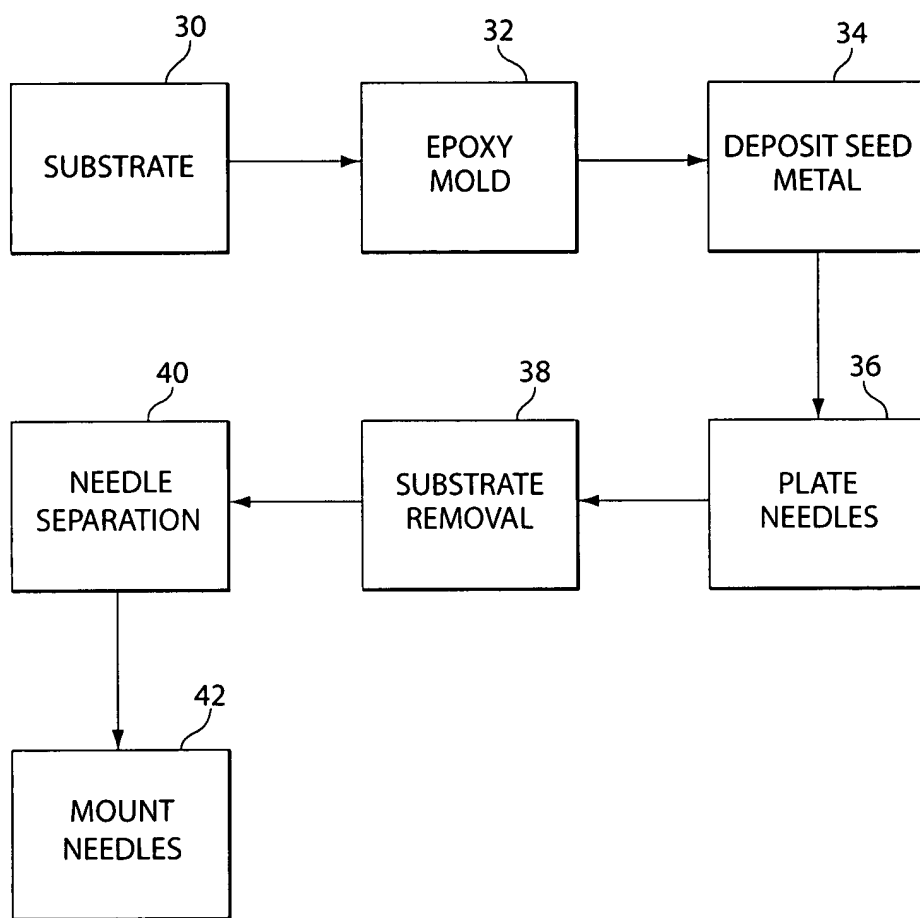 30
SUBSTRATE
32
EPOXY
MOLD
34
DEPOSIT SEED
METAL
36
PLATE
NEEDLES
38
SUBSTRATE
REMOVAL
40
NEEDLE
SEPARATION
42
MOUNT
NEEDLES